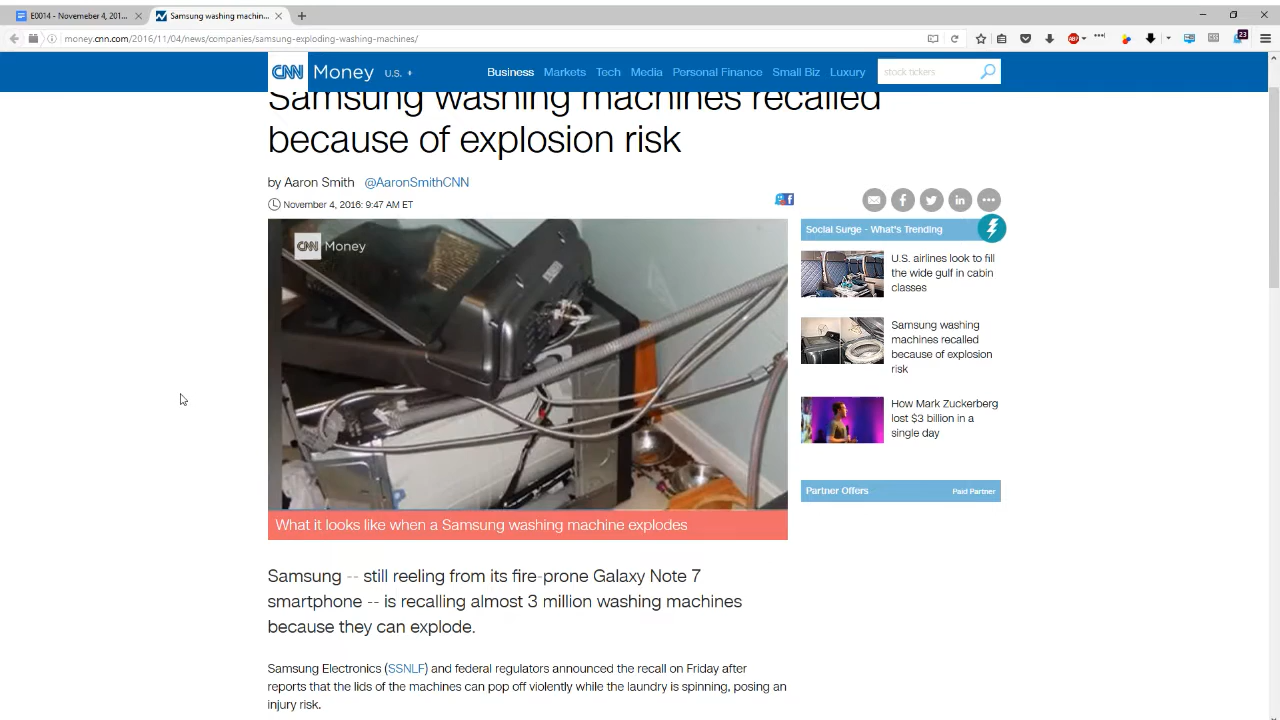 E0014 - Novemeber 4, 201...
Samsung washing machin...
money.cnn.com/2016/11/04/news/companies/samsung-exploding-washing-machines/
23
CNN Money U.S. +
Business Markets Tech Media Personal Finance Small Biz Luxury
stock tickers
Samsung washing machines recalled
because of explosion risk
by Aaron Smith @AaronSmithCNN
November 4, 2016: 9:47 AM ET
CNN Money
What it looks like when a Samsung washing machine explodes
Samsung -- still reeling from its fire-prone Galaxy Note 7
smartphone -- is recalling almost 3 million washing machines
because they can explode.
Samsung Electronics (SSNLF) and federal regulators announced the recall on Friday after
reports that the lids of the machines can pop off violently while the laundry is spinning, posing an
injury risk.
Social Surge - What's Trending
U.S. airlines look to fill
the wide gulf in cabin
classes
Samsung washing
machines recalled
because of explosion
risk
How Mark Zuckerberg
lost $3 billion in a
single day
Partner Offers Paid Partner